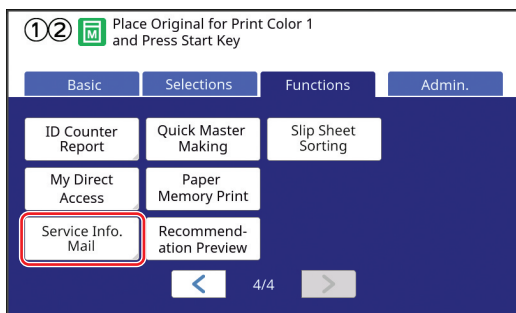 ①② M Place Original for Print Color 1
and Press Start Key
Basic Selections Functions Admin.
ID Counter
Report
Quick Master
Making
Slip Sheet
Sorting
My Direct
Access
Paper
Memory Print
Service Info.
Mail
Recommend-
ation Preview
< 4/4 >